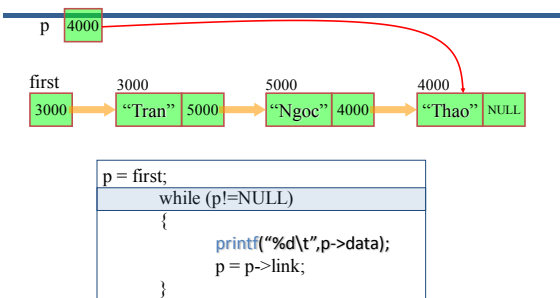 p 4000
first 3000 5000 4000
3000 “Tran” 5000 “Ngoc” 4000 “Thao” NULL
p = first;
while (p!=NULL)
{
printf(“%d\t”,p->data);
p = p->link;
}